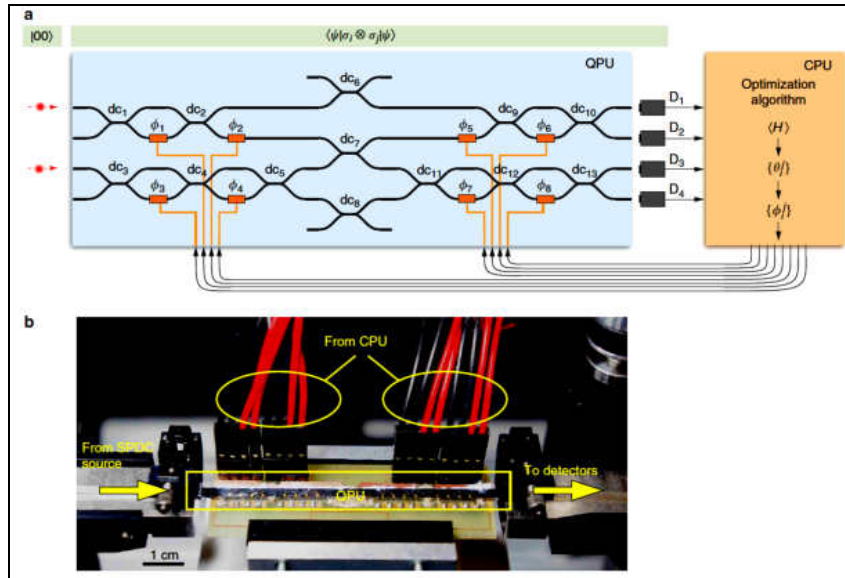 a
|00⟩
⟨ψ|σᵢ ⊗ σⱼ|ψ⟩
QPU
CPU
Optimization
algorithm
⟨H⟩
{θⱼⁱ}
{ϕⱼⁱ}
dc₁ dc₂ dc₆ dc₉ dc₁₀ D₁
ϕ₁ ϕ₂ ϕ₅ ϕ₆ D₂
dc₃ dc₄ dc₅ dc₇ dc₁₁ dc₁₂ dc₁₃ D₃
ϕ₃ ϕ₄ dc₈ ϕ₇ ϕ₈ D₄
b
From CPU
From SPDC
source
To detectors
QPU
1 cm